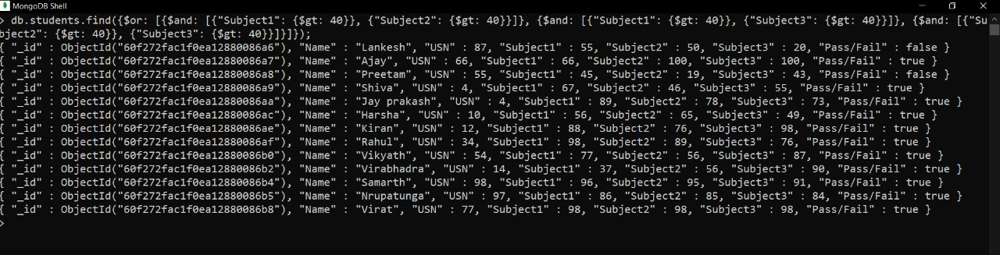 MongoDB Shell
> db.students.find({$or: [{$and: [{"Subject1": {$gt: 40}}, {"Subject2": {$gt: 40}}]}, {$and: [{"Subject1": {$gt: 40}}, {"Subject3": {$gt: 40}}]}, {$and: [{"Su
bject2": {$gt: 40}}, {"Subject3": {$gt: 40}}]}]});
{ "_id" : ObjectId("60f272fac1f0ea12880086a6"), "Name" : "Lankesh", "USN" : 87, "Subject1" : 55, "Subject2" : 50, "Subject3" : 20, "Pass/Fail" : false }
{ "_id" : ObjectId("60f272fac1f0ea12880086a7"), "Name" : "Ajay", "USN" : 66, "Subject1" : 66, "Subject2" : 100, "Subject3" : 100, "Pass/Fail" : true }
{ "_id" : ObjectId("60f272fac1f0ea12880086a8"), "Name" : "Preetam", "USN" : 55, "Subject1" : 45, "Subject2" : 19, "Subject3" : 43, "Pass/Fail" : false }
{ "_id" : ObjectId("60f272fac1f0ea12880086a9"), "Name" : "Shiva", "USN" : 4, "Subject1" : 67, "Subject2" : 46, "Subject3" : 55, "Pass/Fail" : true }
{ "_id" : ObjectId("60f272fac1f0ea12880086aa"), "Name" : "Jay prakash", "USN" : 4, "Subject1" : 89, "Subject2" : 78, "Subject3" : 73, "Pass/Fail" : true }
{ "_id" : ObjectId("60f272fac1f0ea12880086ac"), "Name" : "Harsha", "USN" : 10, "Subject1" : 56, "Subject2" : 65, "Subject3" : 49, "Pass/Fail" : true }
{ "_id" : ObjectId("60f272fac1f0ea12880086ae"), "Name" : "Kiran", "USN" : 12, "Subject1" : 88, "Subject2" : 76, "Subject3" : 98, "Pass/Fail" : true }
{ "_id" : ObjectId("60f272fac1f0ea12880086af"), "Name" : "Rahul", "USN" : 34, "Subject1" : 98, "Subject2" : 89, "Subject3" : 76, "Pass/Fail" : true }
{ "_id" : ObjectId("60f272fac1f0ea12880086b0"), "Name" : "Vikyath", "USN" : 54, "Subject1" : 77, "Subject2" : 56, "Subject3" : 87, "Pass/Fail" : true }
{ "_id" : ObjectId("60f272fac1f0ea12880086b2"), "Name" : "Virabhadra", "USN" : 14, "Subject1" : 37, "Subject2" : 56, "Subject3" : 90, "Pass/Fail" : true }
{ "_id" : ObjectId("60f272fac1f0ea12880086b4"), "Name" : "Samarth", "USN" : 98, "Subject1" : 96, "Subject2" : 95, "Subject3" : 91, "Pass/Fail" : true }
{ "_id" : ObjectId("60f272fac1f0ea12880086b5"), "Name" : "Nrupatunga", "USN" : 97, "Subject1" : 86, "Subject2" : 85, "Subject3" : 84, "Pass/Fail" : true }
{ "_id" : ObjectId("60f272fac1f0ea12880086b8"), "Name" : "Virat", "USN" : 77, "Subject1" : 98, "Subject2" : 98, "Subject3" : 98, "Pass/Fail" : true }
>